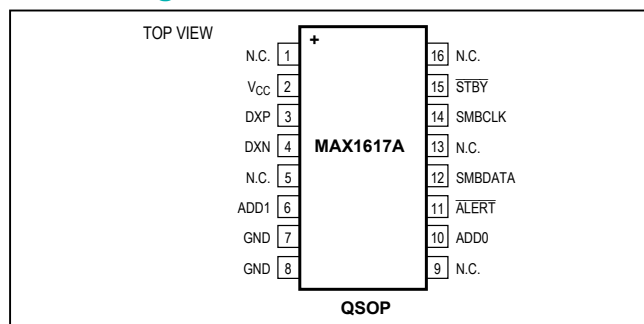 TOP VIEW
+
N.C. 1
16 N.C.
VCC 2
15 STBY
DXP 3
14 SMBCLK
DXN 4
MAX1617A
13 N.C.
N.C. 5
12 SMBDATA
ADD1 6
11 ALERT
GND 7
10 ADD0
GND 8
9 N.C.
QSOP